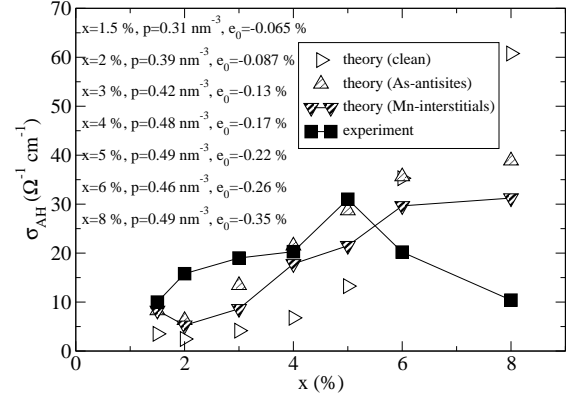 70
60
50
40
30
20
10
0
x=1.5 %, p=0.31 nm⁻³, e₀=-0.065 %
x=2 %, p=0.39 nm⁻³, e₀=-0.087 %
x=3 %, p=0.42 nm⁻³, e₀=-0.13 %
x=4 %, p=0.48 nm⁻³, e₀=-0.17 %
x=5 %, p=0.49 nm⁻³, e₀=-0.22 %
x=6 %, p=0.46 nm⁻³, e₀=-0.26 %
x=8 %, p=0.49 nm⁻³, e₀=-0.35 %
theory (clean)
theory (As-antisites)
theory (Mn-interstitials)
experiment
σ_AH (Ω⁻¹ cm⁻¹)
0 2 4 6 8
x (%)